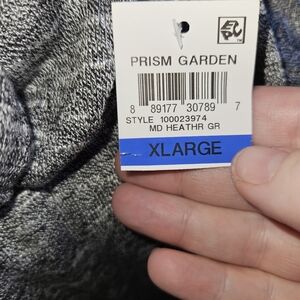 PRISM GARDEN
8 89177 30789 7
STYLE 100023974
MD HEATHR GR
XLARGE